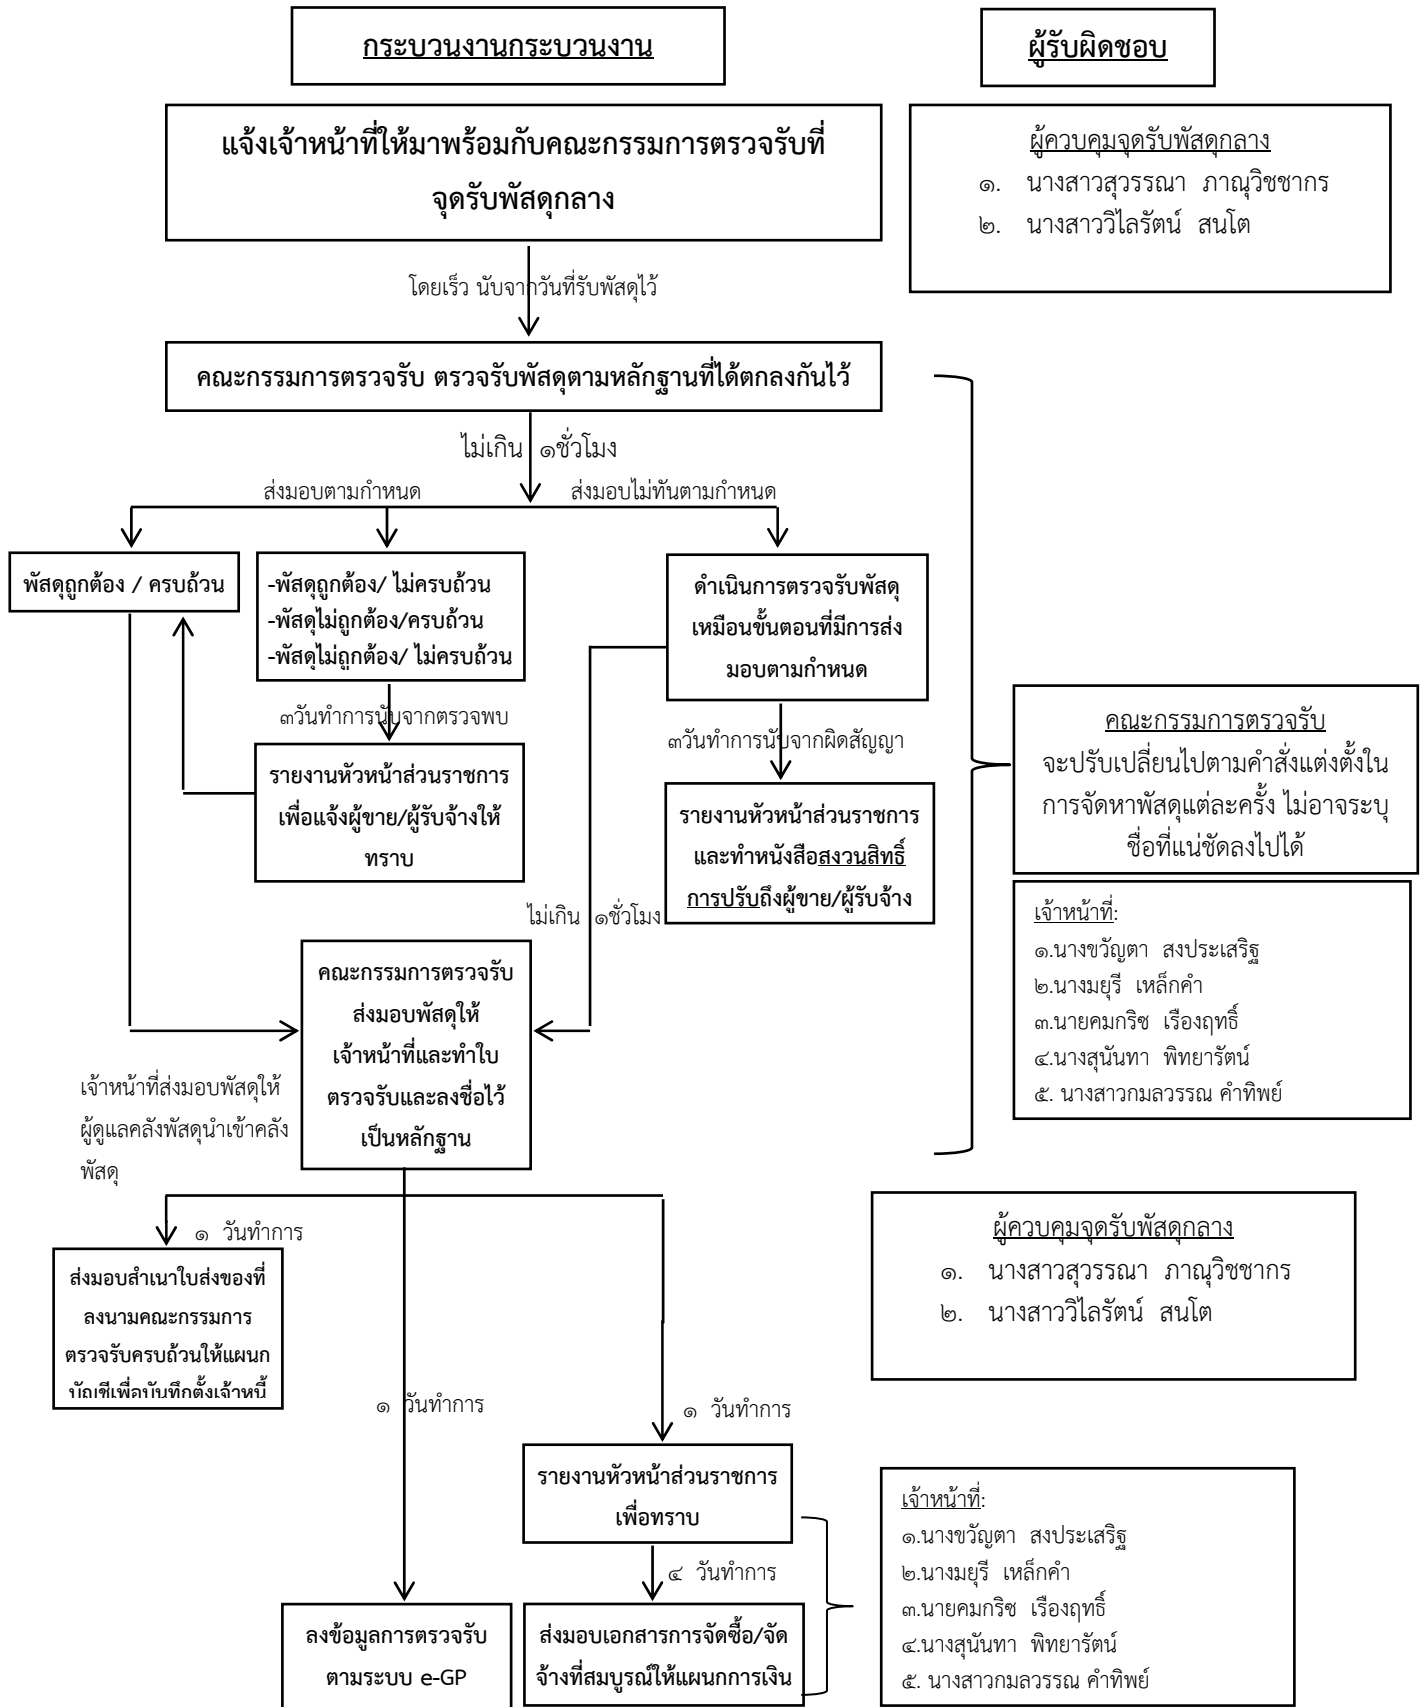 กระบวนงานกระบวนงาน
ผู้รับผิดชอบ
แจ้งเจ้าหน้าที่ให้มาพร้อมกับคณะกรรมการตรวจรับที่
จุดรับพัสดุกลาง
ผู้ควบคุมจุดรับพัสดุกลาง
๑. นางสาวสุวรรณา ภาณุวิชชากร
๒. นางสาววิไลรัตน์ สนโต
โดยเร็ว นับจากวันที่รับพัสดุไว้
คณะกรรมการตรวจรับ ตรวจรับพัสดุตามหลักฐานที่ได้ตกลงกันไว้
ไม่เกิน ๑ชั่วโมง
ส่งมอบตามกำหนด
ส่งมอบไม่ทันตามกำหนด
พัสดุถูกต้อง / ครบถ้วน
-พัสดุถูกต้อง/ ไม่ครบถ้วน
-พัสดุไม่ถูกต้อง/ครบถ้วน
-พัสดุไม่ถูกต้อง/ ไม่ครบถ้วน
ดำเนินการตรวจรับพัสดุ
เหมือนขั้นตอนที่มีการส่ง
มอบตามกำหนด
๓วันทำการนับจากตรวจพบ
๓วันทำการนับจากผิดสัญญา
รายงานหัวหน้าส่วนราชการ
เพื่อแจ้งผู้ขาย/ผู้รับจ้างให้
ทราบ
รายงานหัวหน้าส่วนราชการ
และทำหนังสือสงวนสิทธิ์
การปรับถึงผู้ขาย/ผู้รับจ้าง
คณะกรรมการตรวจรับ
จะปรับเปลี่ยนไปตามคำสั่งแต่งตั้งใน
การจัดหาพัสดุแต่ละครั้ง ไม่อาจระบุ
ชื่อที่แน่ชัดลงไปได้
ไม่เกิน ๑ชั่วโมง
เจ้าหน้าที่:
๑.นางขวัญตา สงประเสริฐ
๒.นางมยุรี เหล็กคำ
๓.นายคมกริช เรืองฤทธิ์
๔.นางสุนันทา พิทยารัตน์
๕. นางสาวกมลวรรณ คำทิพย์
คณะกรรมการตรวจรับ
ส่งมอบพัสดุให้
เจ้าหน้าที่และทำใบ
ตรวจรับและลงชื่อไว้
เป็นหลักฐาน
เจ้าหน้าที่ส่งมอบพัสดุให้
ผู้ดูแลคลังพัสดุนำเข้าคลัง
พัสดุ
๑ วันทำการ
ผู้ควบคุมจุดรับพัสดุกลาง
๑. นางสาวสุวรรณา ภาณุวิชชากร
๒. นางสาววิไลรัตน์ สนโต
ส่งมอบสำเนาใบส่งของที่
ลงนามคณะกรรมการ
ตรวจรับครบถ้วนให้แผนก
บัญชีเพื่อบันทึกตั้งเจ้าหนี้
๑ วันทำการ
๑ วันทำการ
รายงานหัวหน้าส่วนราชการ
เพื่อทราบ
๔ วันทำการ
เจ้าหน้าที่:
๑.นางขวัญตา สงประเสริฐ
๒.นางมยุรี เหล็กคำ
๓.นายคมกริช เรืองฤทธิ์
๔.นางสุนันทา พิทยารัตน์
๕. นางสาวกมลวรรณ คำทิพย์
ลงข้อมูลการตรวจรับ
ตามระบบ e-GP
ส่งมอบเอกสารการจัดซื้อ/จัด
จ้างที่สมบูรณ์ให้แผนกการเงิน